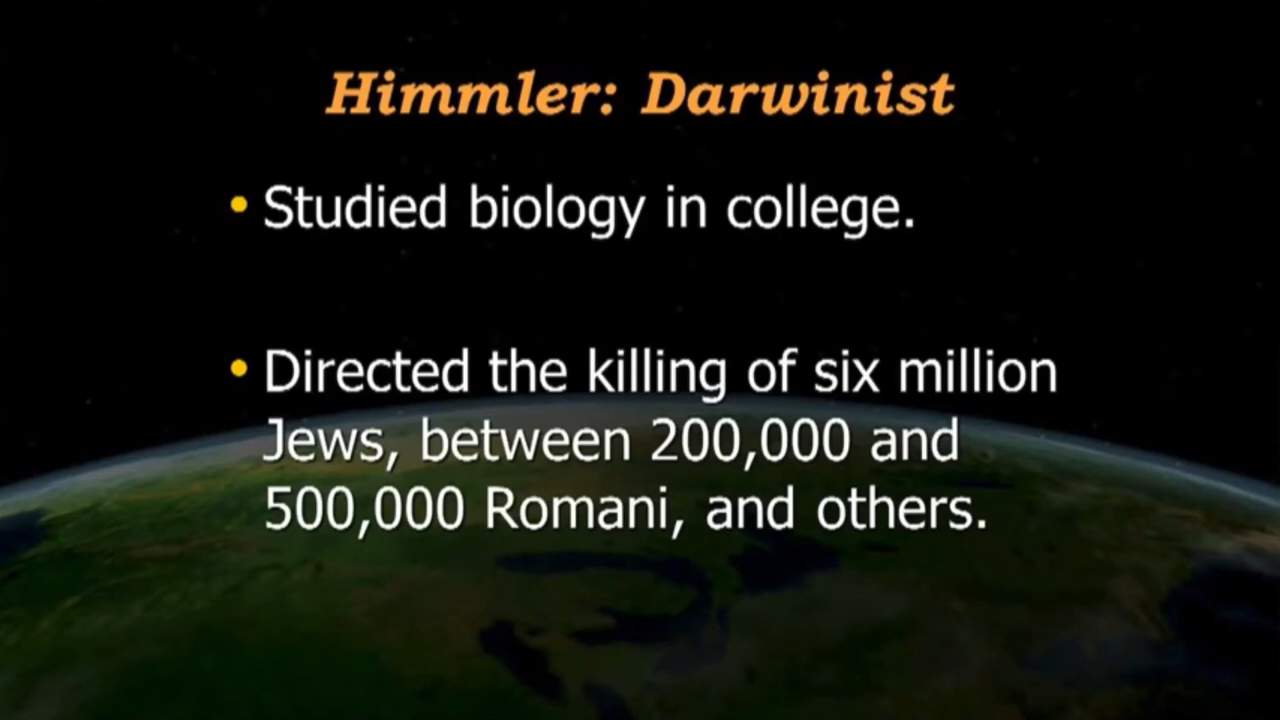 Himmler: Darwinist
• Studied biology in college.
• Directed the killing of six million
Jews, between 200,000 and
500,000 Romani, and others.